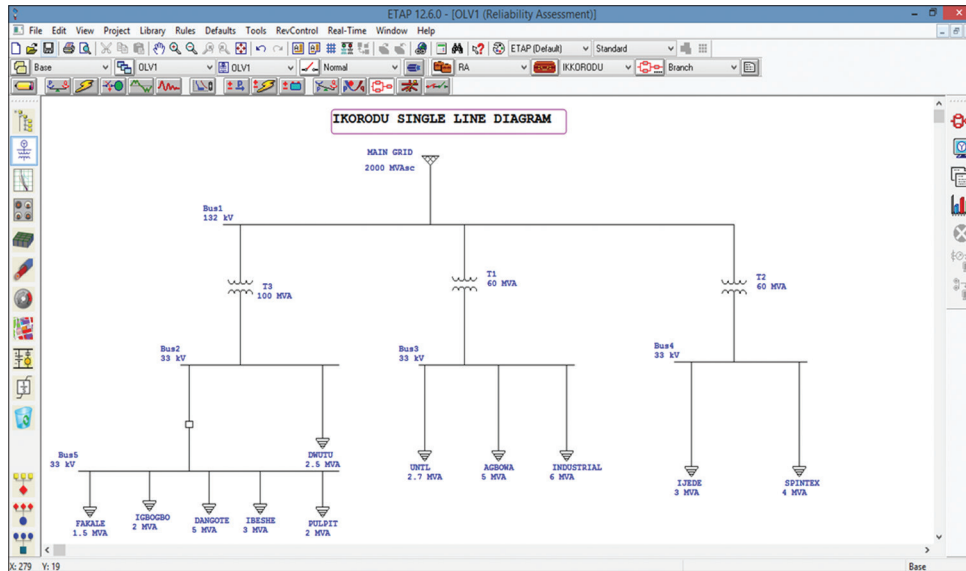 ETAP 12.6.0 - [OLV1 (Reliability Assessment)]
File Edit View Project Library Rules Defaults Tools RevControl Real-Time Window Help
ETAP (Default) Standard
Base OLV1 OLV1 Normal RA IKKORODU Branch
IKORODU SINGLE LINE DIAGRAM
MAIN GRID
2000 MVAsc
Bus1
132 kV
T3
100 MVA
T1
60 MVA
T2
60 MVA
Bus2
33 kV
Bus3
33 kV
Bus4
33 kV
Bus5
33 kV
DWUTU
2.5 MVA
UNTL
2.7 MVA
AGBOWA
5 MVA
INDUSTRIAL
6 MVA
IJEDE
3 MVA
SPINTEX
4 MVA
FAKALE
1.5 MVA
IGBOGBO
2 MVA
DANGOTE
5 MVA
IBESHE
3 MVA
PULPIT
2 MVA
X: 279 Y: 19 Base